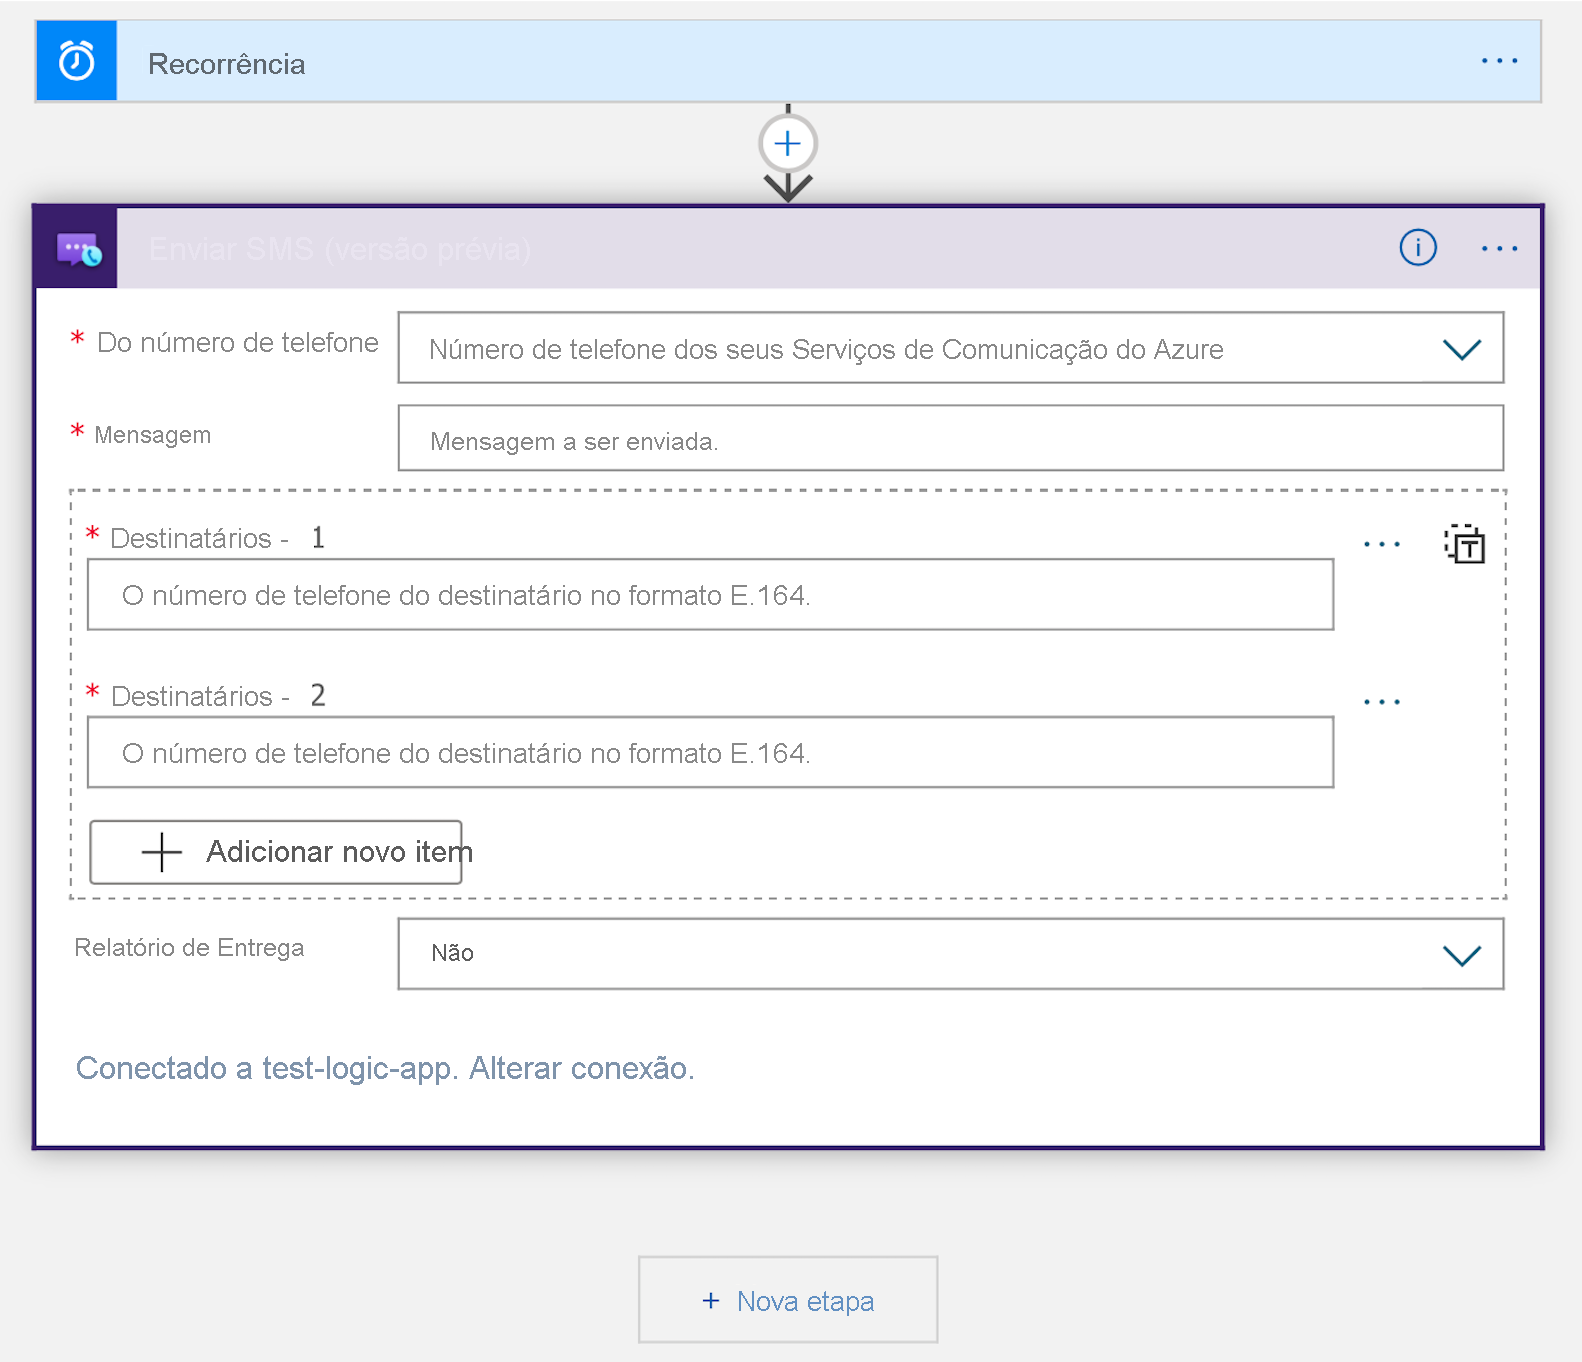 Recorrência
Enviar SMS (versão prévia)
* Do número de telefone
Número de telefone dos seus Serviços de Comunicação do Azure
* Mensagem
Mensagem a ser enviada.
* Destinatários - 1
O número de telefone do destinatário no formato E.164.
* Destinatários - 2
O número de telefone do destinatário no formato E.164.
Adicionar novo item
Relatório de Entrega
Não
Conectado a test-logic-app. Alterar conexão.
+ Nova etapa